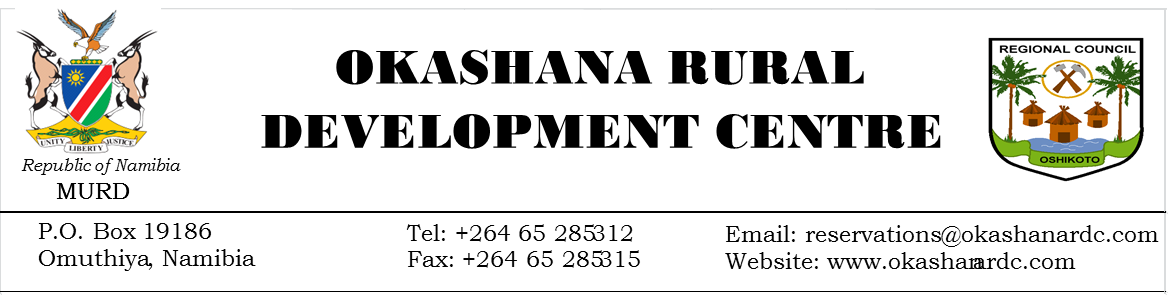 OKASHANA RURAL
DEVELOPMENT CENTRE
UNITY LIBERTY JUSTICE
Republic of Namibia
MURD
REGIONAL COUNCIL
OSHIKOTO
P.O. Box 19186
Omuthiya, Namibia
Tel: +264 65 285312
Fax: +264 65 285315
Email: reservations@okashanardc.com
Website: www.okashanardc.com